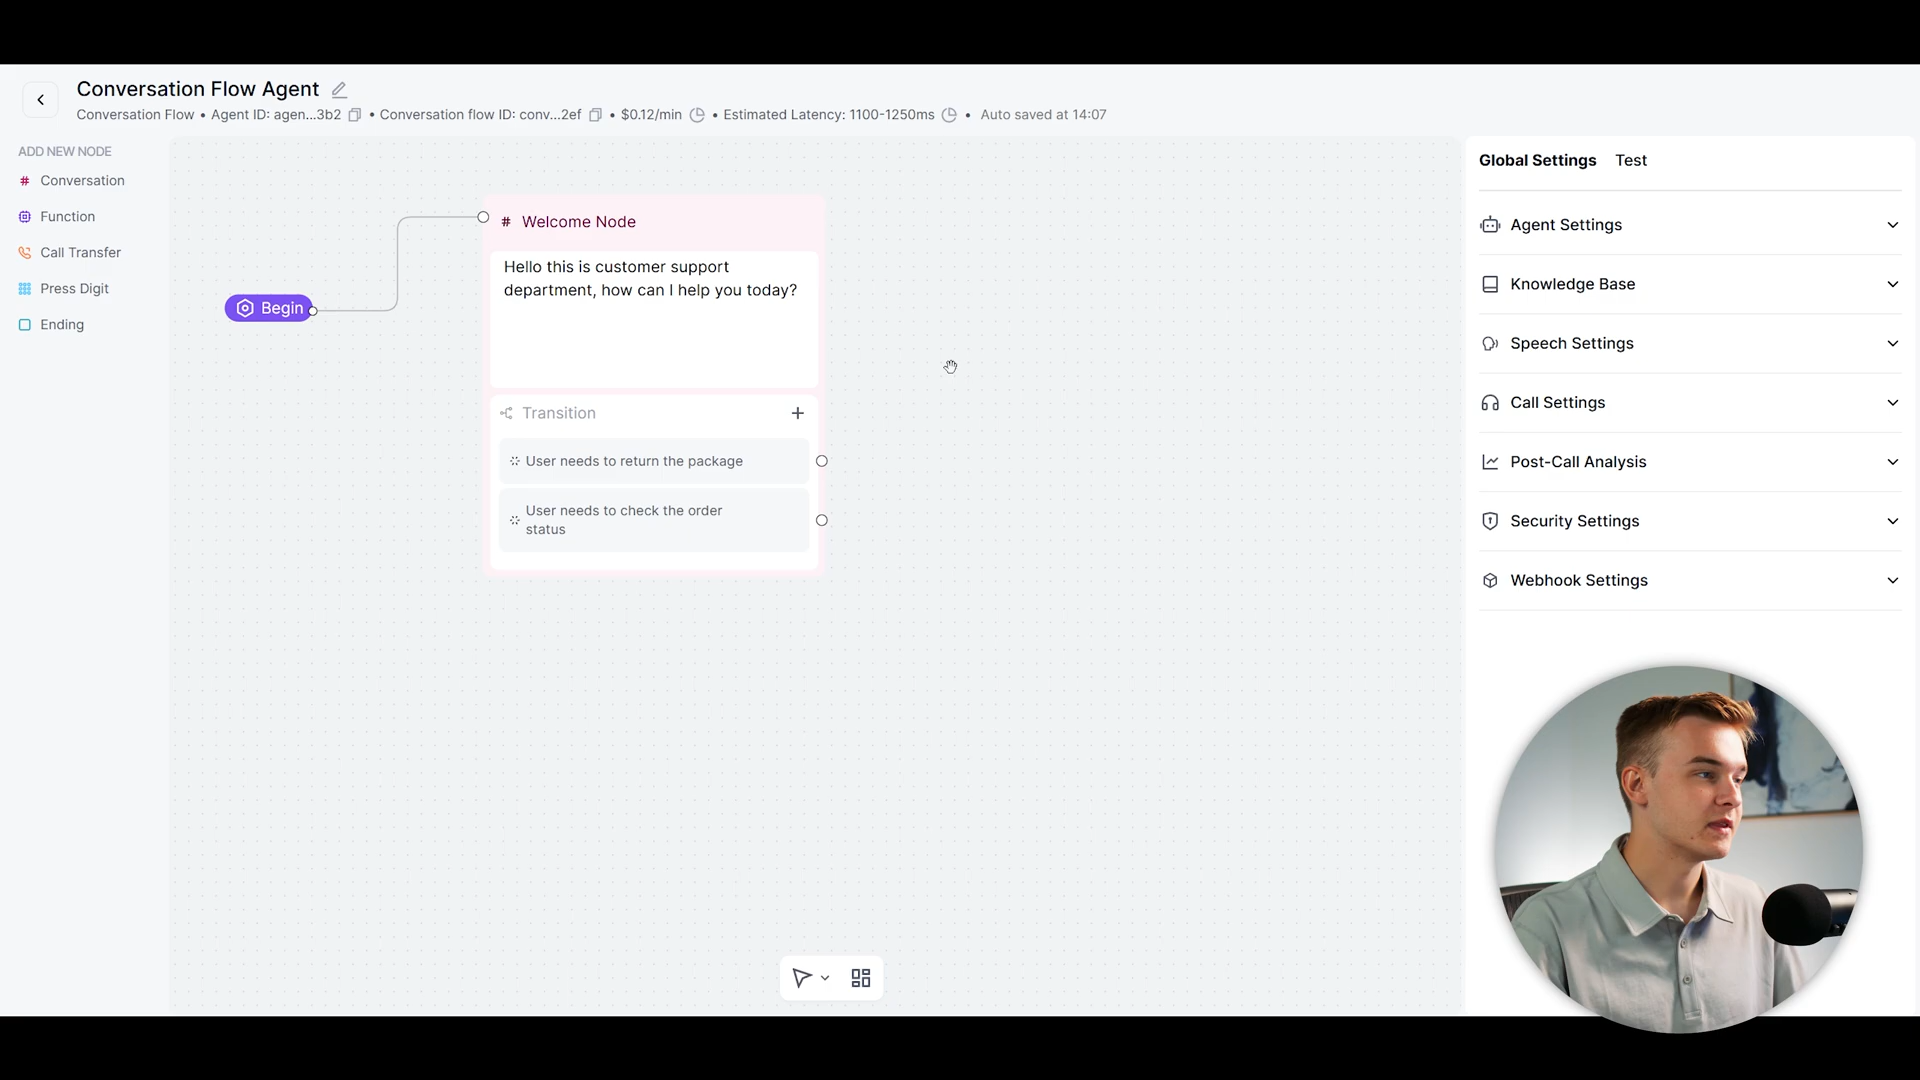 Conversation Flow Agent
Conversation Flow • Agent ID: agen...3b2 • Conversation flow ID: conv...2ef • $0.12/min • Estimated Latency: 1100-1250ms • Auto saved at 14:07
ADD NEW NODE
# Conversation
Function
Call Transfer
Press Digit
Ending
Begin
# Welcome Node
Hello this is customer support
department, how can I help you today?
Transition +
User needs to return the package
User needs to check the order
status
Global Settings Test
Agent Settings
Knowledge Base
Speech Settings
Call Settings
Post-Call Analysis
Security Settings
Webhook Settings